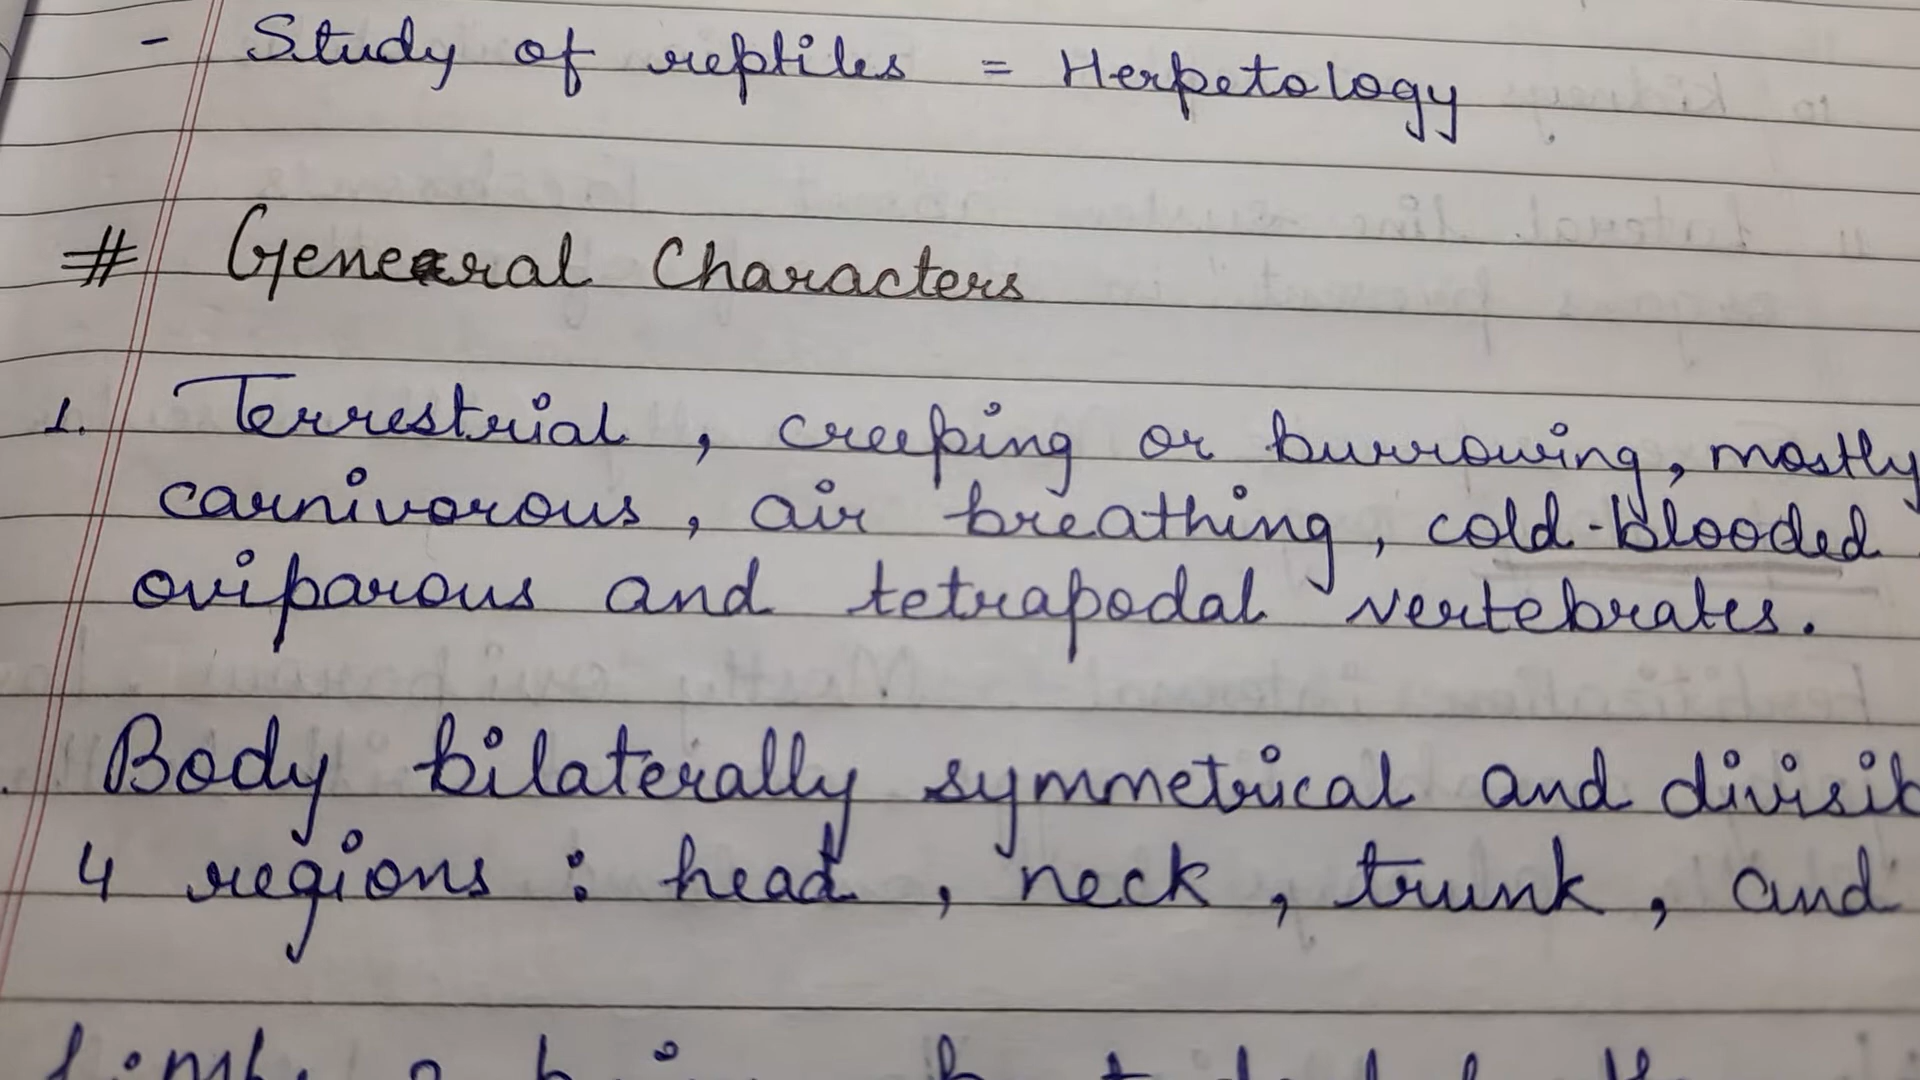 - Study of reptiles = Herpetology
# General Characters
1. Terrestrial, creeping or burrowing, mostly
carnivorous, air breathing, cold-blooded
oviparous and tetrapodal vertebrates.
Body bilaterally symmetrical and
4 regions : head, neck, trunk, and